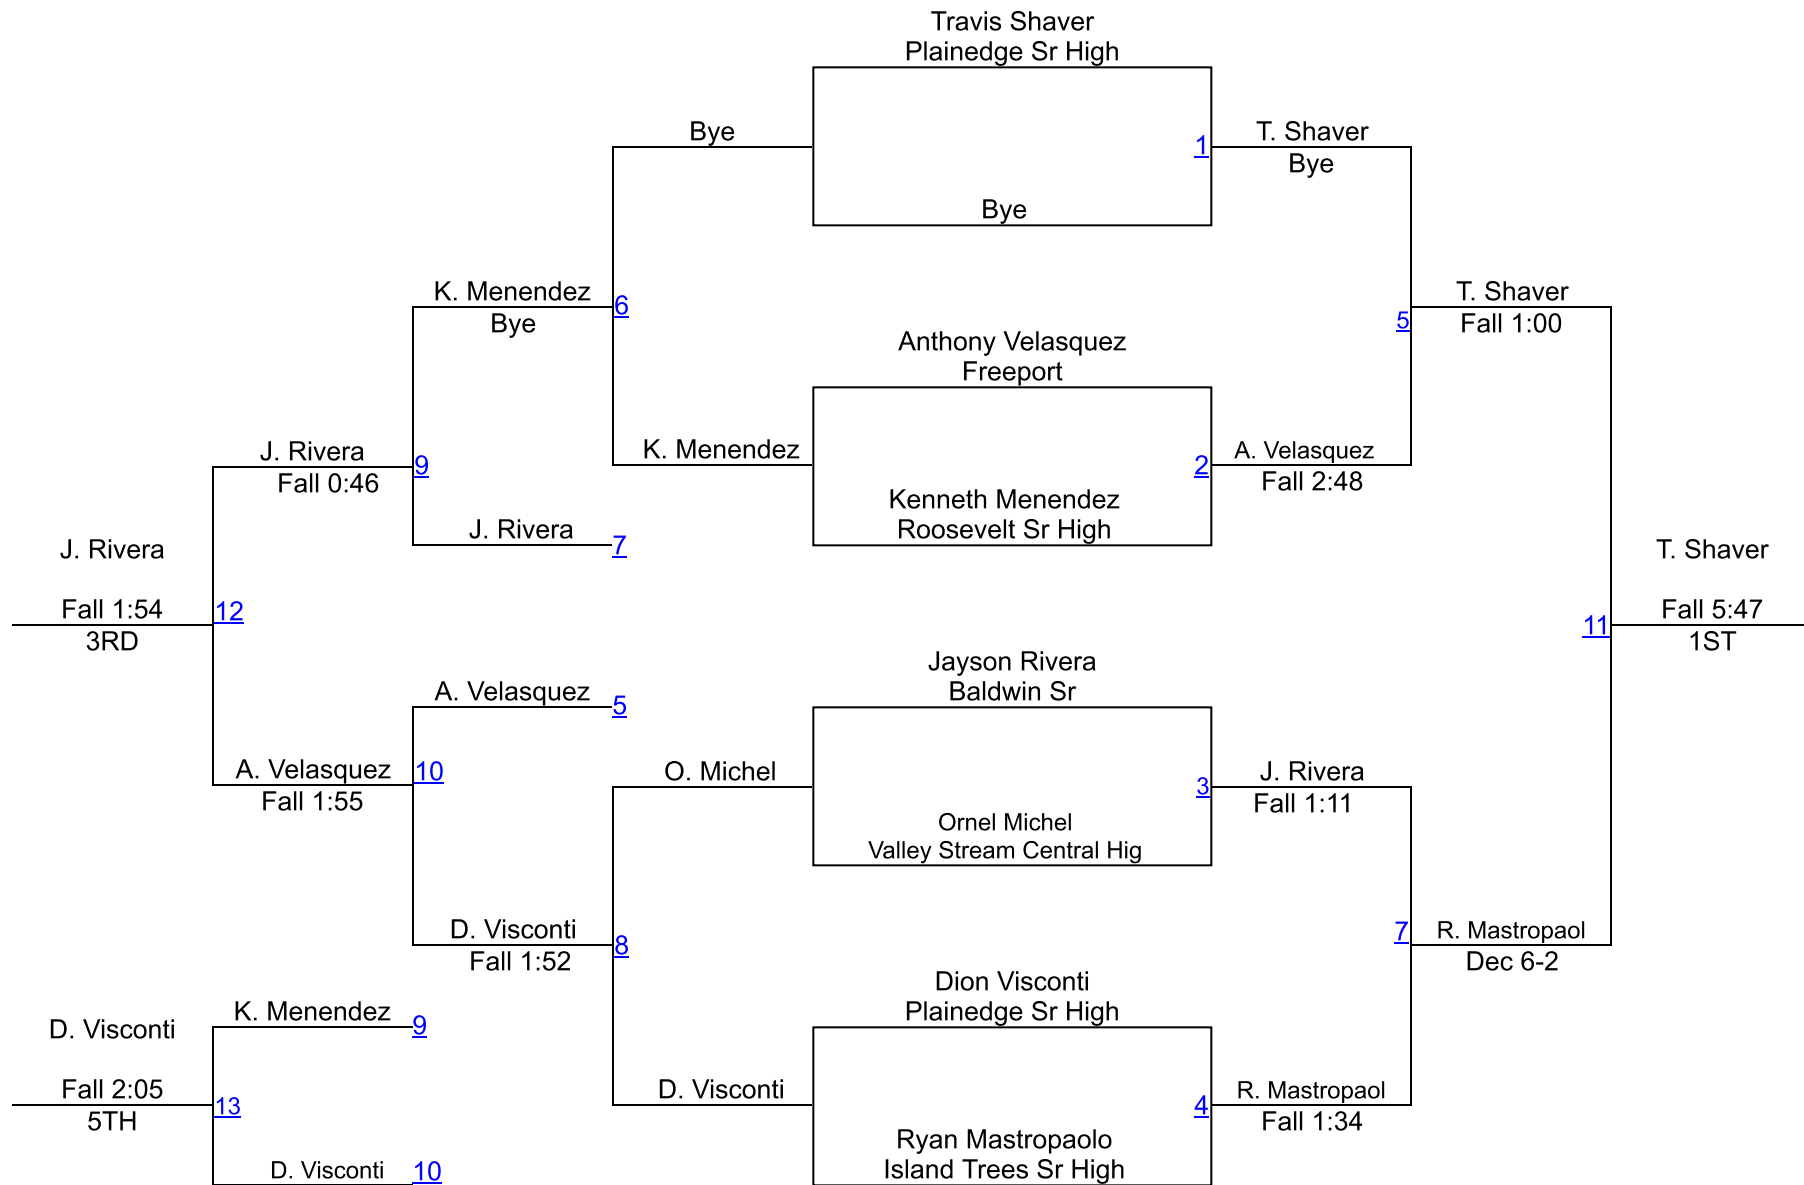 Travis Shaver
Plainedge Sr High
Bye
1
T. Shaver
Bye
Bye
K. Menendez
Bye
6
T. Shaver
Fall 1:00
5
Anthony Velasquez
Freeport
K. Menendez
2
A. Velasquez
Fall 2:48
Kenneth Menendez
Roosevelt Sr High
J. Rivera
Fall 0:46
9
J. Rivera
7
J. Rivera
Fall 1:54
3RD
12
T. Shaver
Fall 5:47
1ST
11
Jayson Rivera
Baldwin Sr
A. Velasquez
5
A. Velasquez
Fall 1:55
10
O. Michel
3
J. Rivera
Fall 1:11
Ornel Michel
Valley Stream Central Hig
D. Visconti
Fall 1:52
8
7
R. Mastropaol
Dec 6-2
Dion Visconti
Plainedge Sr High
K. Menendez
9
D. Visconti
Fall 2:05
5TH
13
D. Visconti
4
R. Mastropaol
Fall 1:34
Ryan Mastropaolo
Island Trees Sr High
D. Visconti
10